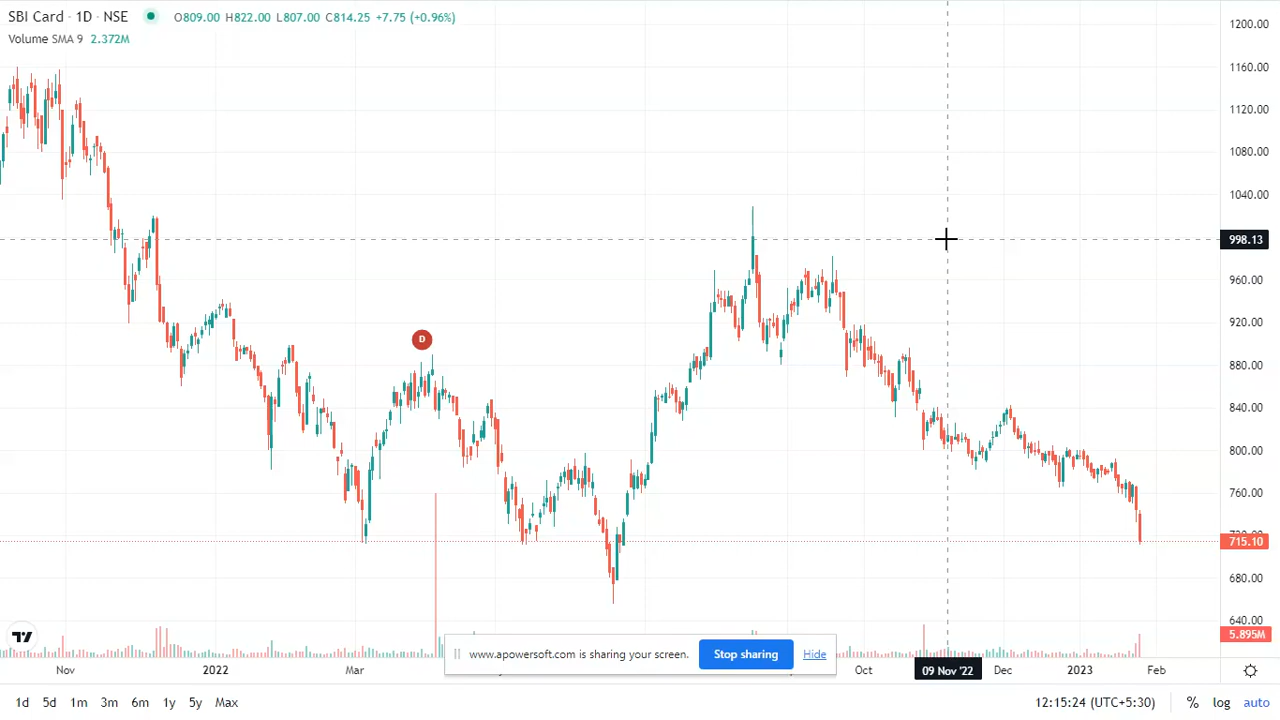 SBI Card · 1D · NSE O809.00 H822.00 L807.00 C814.25 +7.75 (+0.96%)
Volume SMA 9 2.372M
1200.00
1160.00
1120.00
1080.00
1040.00
998.13
960.00
920.00
D
880.00
840.00
800.00
760.00
715.10
680.00
640.00
5.895M
www.apowersoft.com is sharing your screen. Stop sharing Hide
Nov 2022 Mar Oct 09 Nov '22 Dec 2023 Feb
1d 5d 1m 3m 6m 1y 5y Max 12:15:24 (UTC+5:30) % log auto